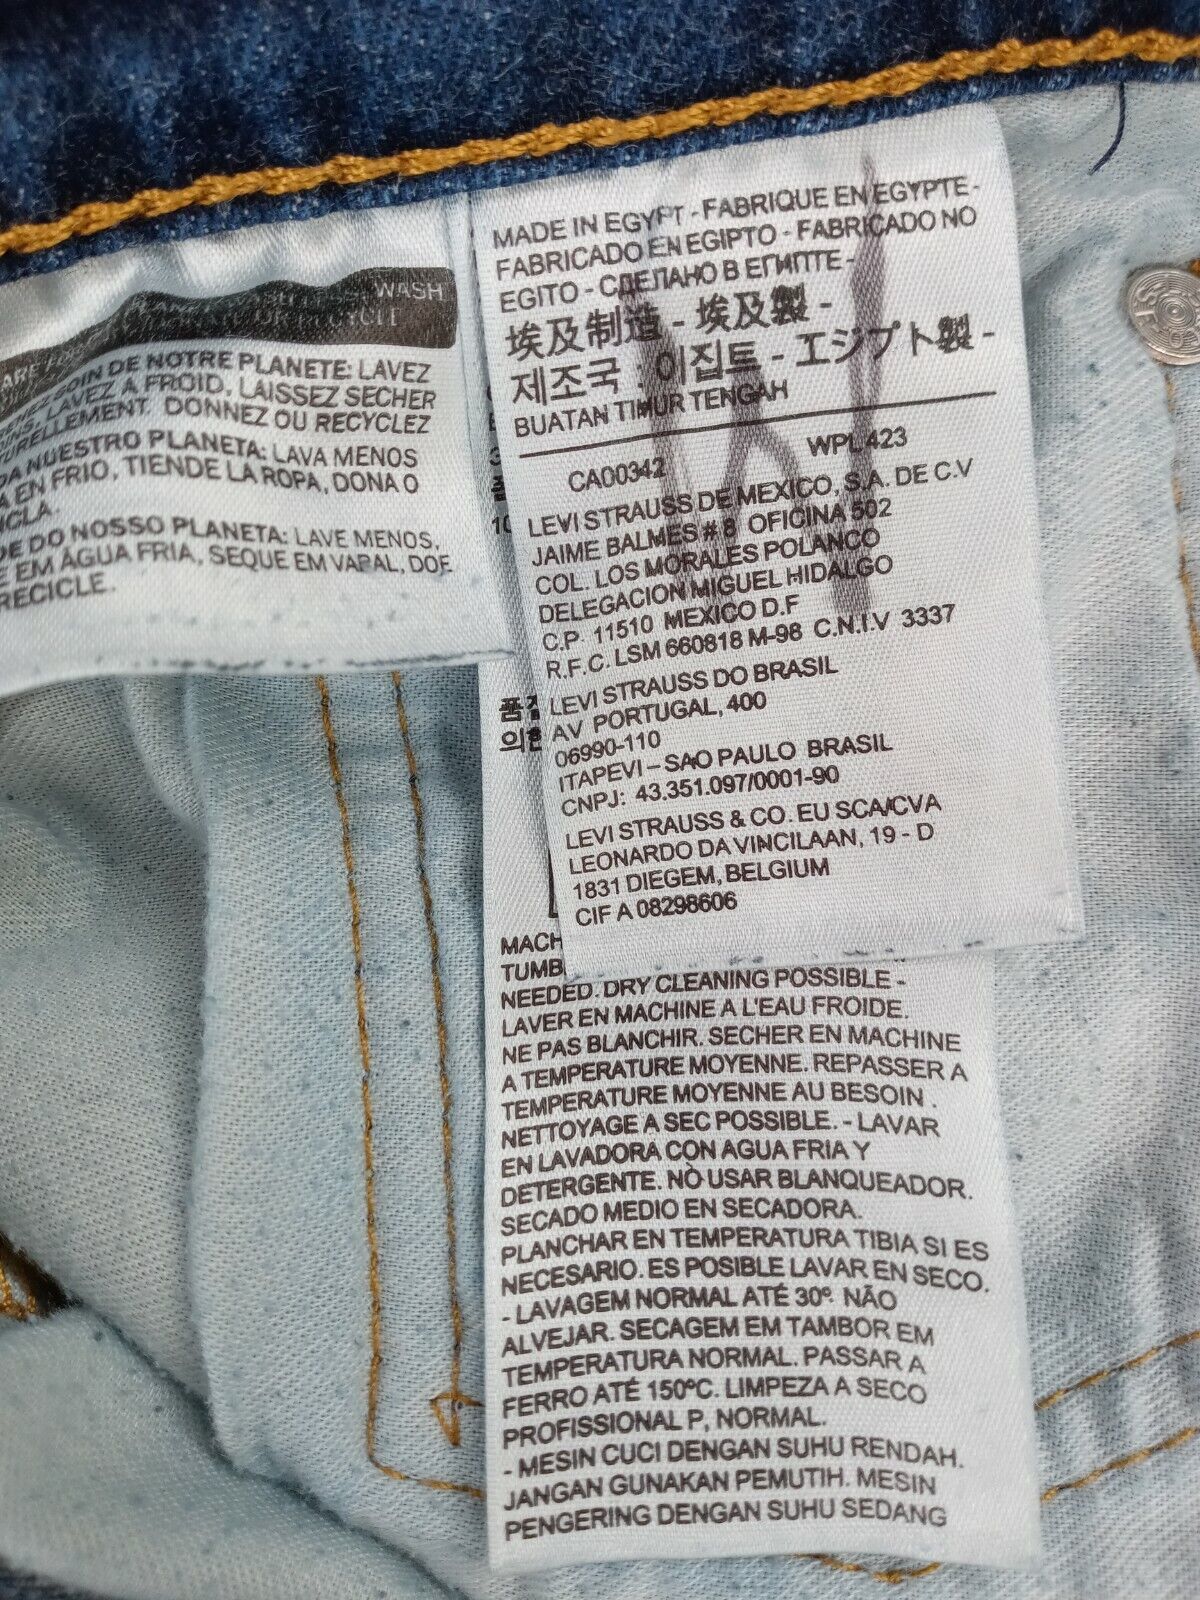 WASH
SOIN DE NOTRE PLANETE: LAVEZ
LAVEZ A FROID, LAISSEZ SECHER
DONNEZ OU RECYCLEZ
NUESTRO PLANETA: LAVA MENOS
EN FRIO, TIENDE LA ROPA, DONA O
DO NOSSO PLANETA: LAVE MENOS,
EM ÁGUA FRIA, SEQUE EM VARAL, DOE
RECICLE.
MADE IN EGYPT - FABRIQUE EN EGYPTE -
FABRICADO EN EGIPTO - FABRICADO NO
EGITO - СДЕЛАНО В ЕГИПТЕ -
埃及制造 - 埃及製 -
제조국 : 이집트 - エジプト製 -
BUATAN TIMUR TENGAH
CA00342 WPL 423
LEVI STRAUSS DE MEXICO, S.A. DE C.V
JAIME BALMES # 8 OFICINA 502
COL. LOS MORALES POLANCO
DELEGACION MIGUEL HIDALGO
C.P. 11510 MEXICO D.F
R.F.C. LSM 660818 M-98 C.N.I.V 3337
LEVI STRAUSS DO BRASIL
AV PORTUGAL, 400
06990-110
ITAPEVI – SAO PAULO BRASIL
CNPJ: 43.351.097/0001-90
LEVI STRAUSS & CO. EU SCA/CVA
LEONARDO DA VINCILAAN, 19 - D
1831 DIEGEM, BELGIUM
CIF A 08298606
MACH
TUMB
NEEDED. DRY CLEANING POSSIBLE -
LAVER EN MACHINE A L'EAU FROIDE.
NE PAS BLANCHIR. SECHER EN MACHINE
A TEMPERATURE MOYENNE. REPASSER A
TEMPERATURE MOYENNE AU BESOIN .
NETTOYAGE A SEC POSSIBLE. - LAVAR
EN LAVADORA CON AGUA FRIA Y
DETERGENTE. NÒ USAR BLANQUEADOR.
SECADO MEDIO EN SECADORA.
PLANCHAR EN TEMPERATURA TIBIA SI ES
NECESARIO. ES POSIBLE LAVAR EN SECO.
- LAVAGEM NORMAL ATÉ 30º. NÃO
ALVEJAR. SECAGEM EM TAMBOR EM
TEMPERATURA NORMAL. PASSAR A
FERRO ATÉ 150ºC. LIMPEZA A SECO
PROFISSIONAL P, NORMAL.
- MESIN CUCI DENGAN SUHU RENDAH.
JANGAN GUNAKAN PEMUTIH. MESIN
PENGERING DENGAN SUHU SEDANG